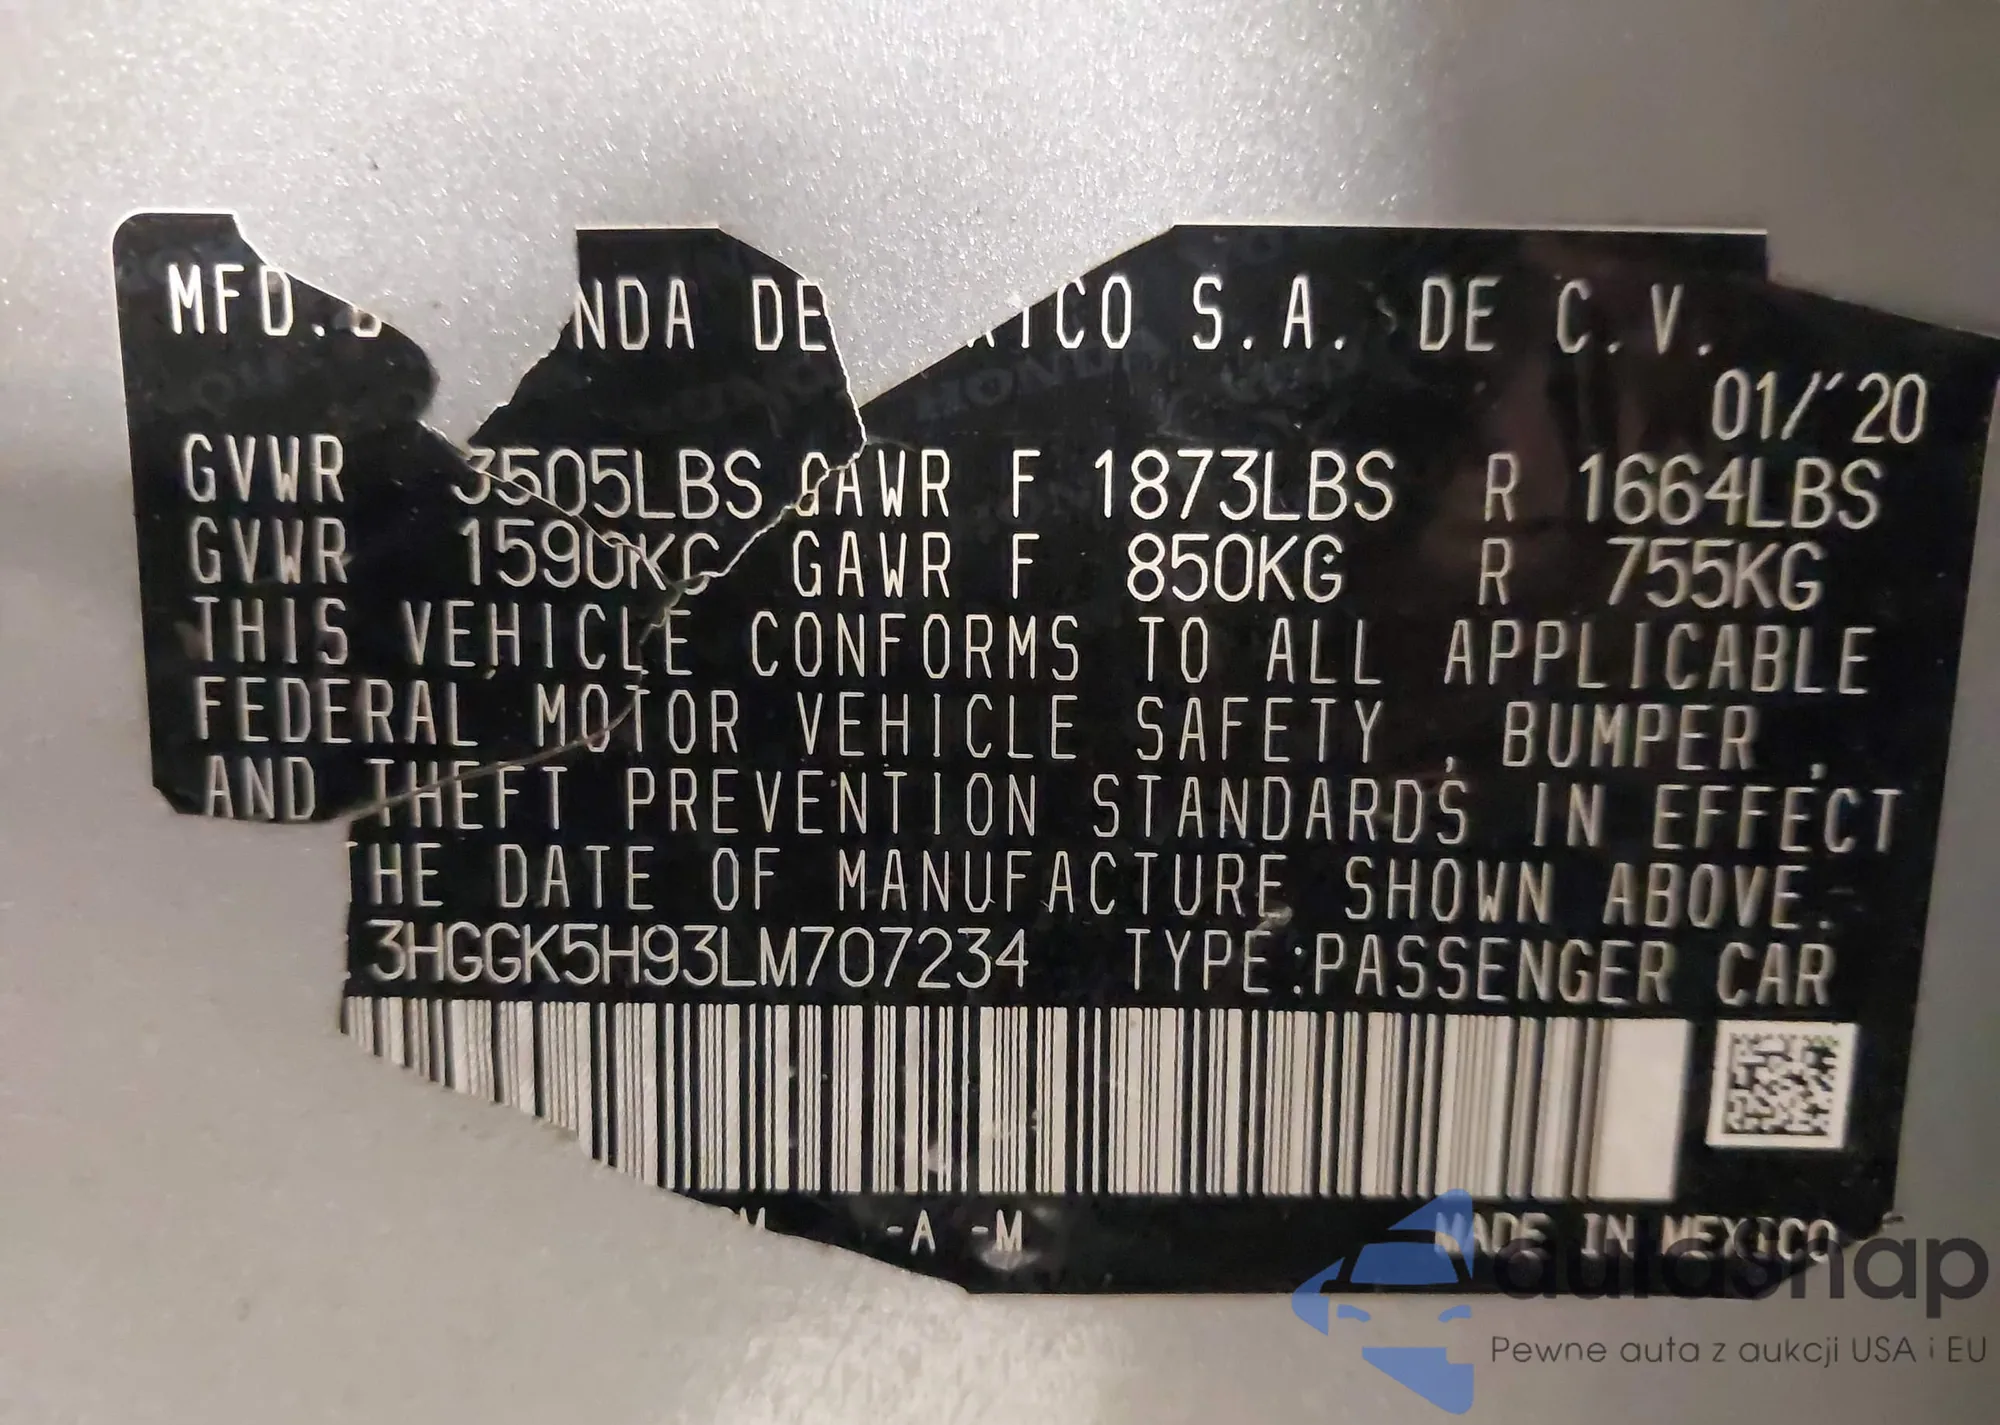 MFD.B NDA DE ICO S.A. DE C.V.
01/'20
GVWR 3505LBS GAWR F 1873LBS R 1664LBS
GVWR 1590KG GAWR F 850KG R 755KG
THIS VEHICLE CONFORMS TO ALL APPLICABLE
FEDERAL MOTOR VEHICLE SAFETY , BUMPER ,
AND THEFT PREVENTION STANDARDS IN EFFECT
THE DATE OF MANUFACTURE SHOWN ABOVE.
3HGGK5H93LM707234 TYPE:PASSENGER CAR
-A -M MADE IN MEXICO
autosnap
Pewne auta z aukcji USA i EU